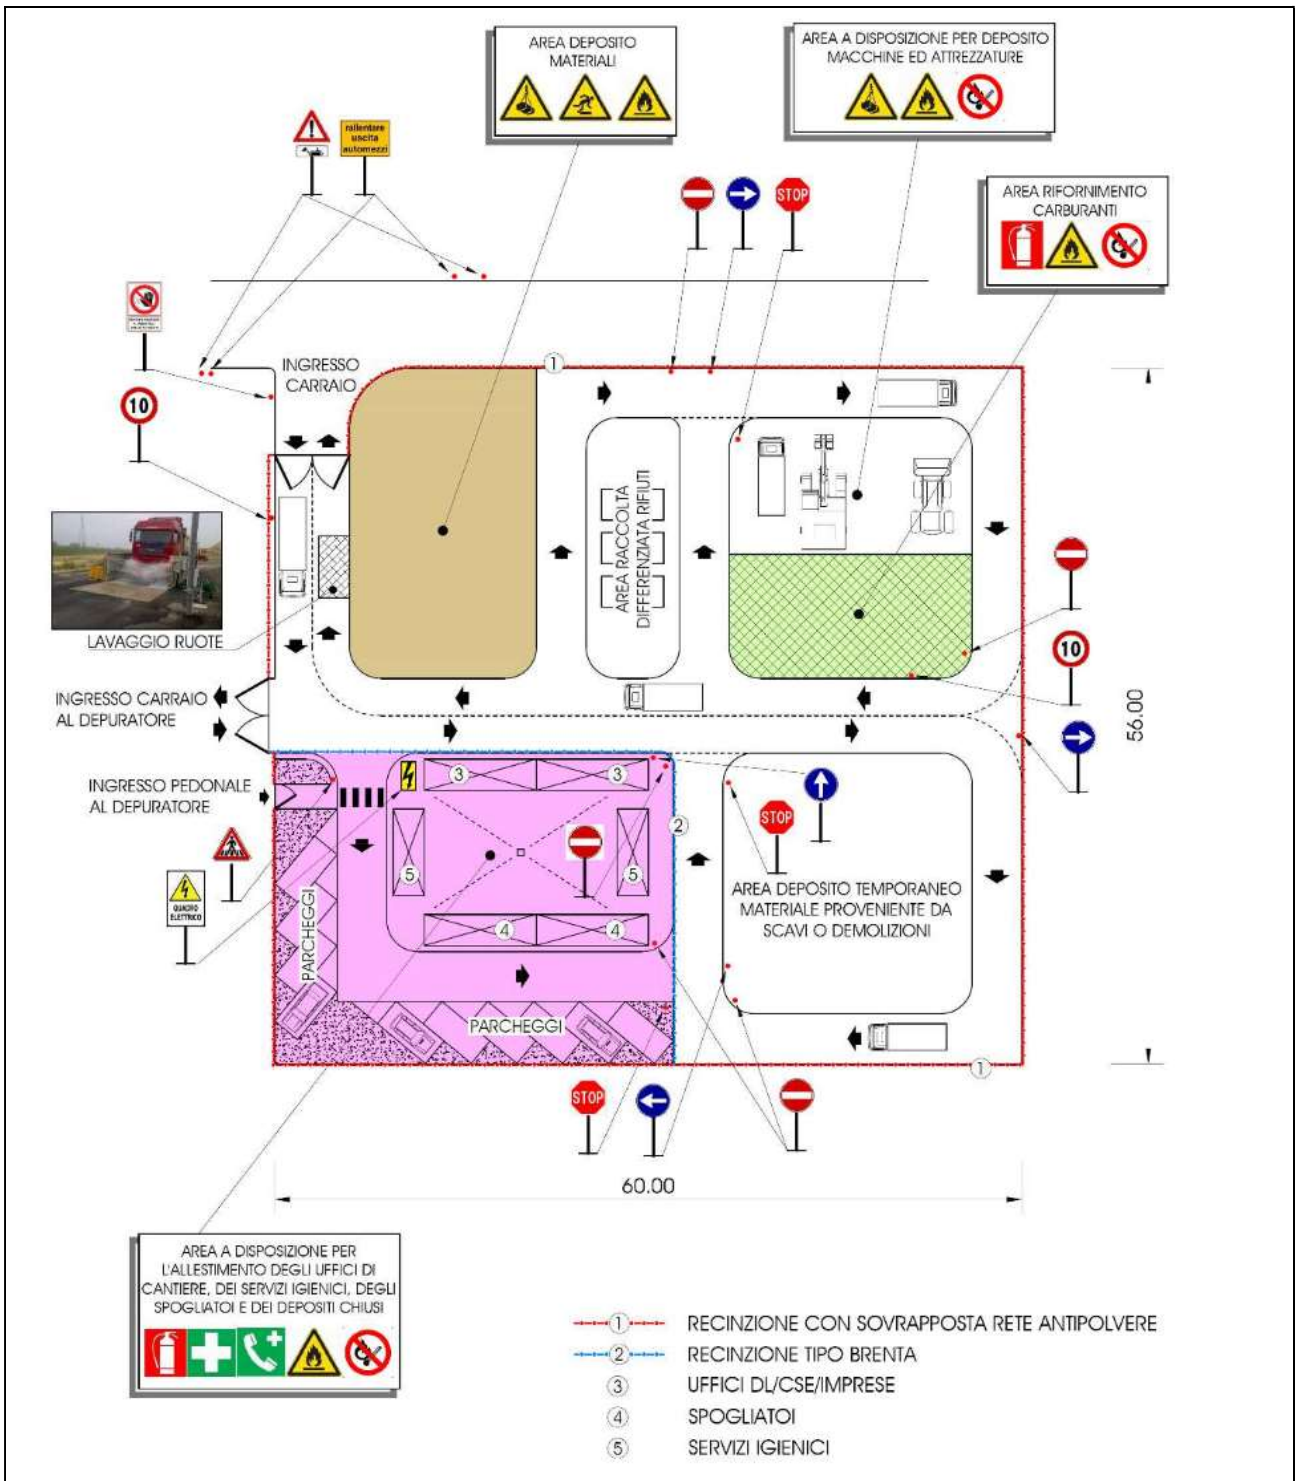 AREA DEPOSITO
MATERIALI
AREA A DISPOSIZIONE PER DEPOSITO
MACCHINE ED ATTREZZATURE
rallentare
uscita
automezzi
STOP
AREA RIFORNIMENTO
CARBURANTI
INGRESSO
CARRAIO
1
10
AREA RACCOLTA
DIFFERENZIATA RIFIUTI
LAVAGGIO RUOTE
10
INGRESSO CARRAIO
AL DEPURATORE
56.00
INGRESSO PEDONALE
AL DEPURATORE
3
3
2
STOP
5
5
QUADRO
ELETTRICO
AREA DEPOSITO TEMPORANEO
MATERIALE PROVENIENTE DA
SCAVI O DEMOLIZIONI
PARCHEGGI
4
4
PARCHEGGI
1
STOP
60.00
AREA A DISPOSIZIONE PER
L'ALLESTIMENTO DEGLI UFFICI DI
CANTIERE, DEI SERVIZI IGIENICI, DEGLI
SPOGLIATOI E DEI DEPOSITI CHIUSI
1 RECINZIONE CON SOVRAPPOSTA RETE ANTIPOLVERE
2 RECINZIONE TIPO BRENTA
3 UFFICI DL/CSE/IMPRESE
4 SPOGLIATOI
5 SERVIZI IGIENICI